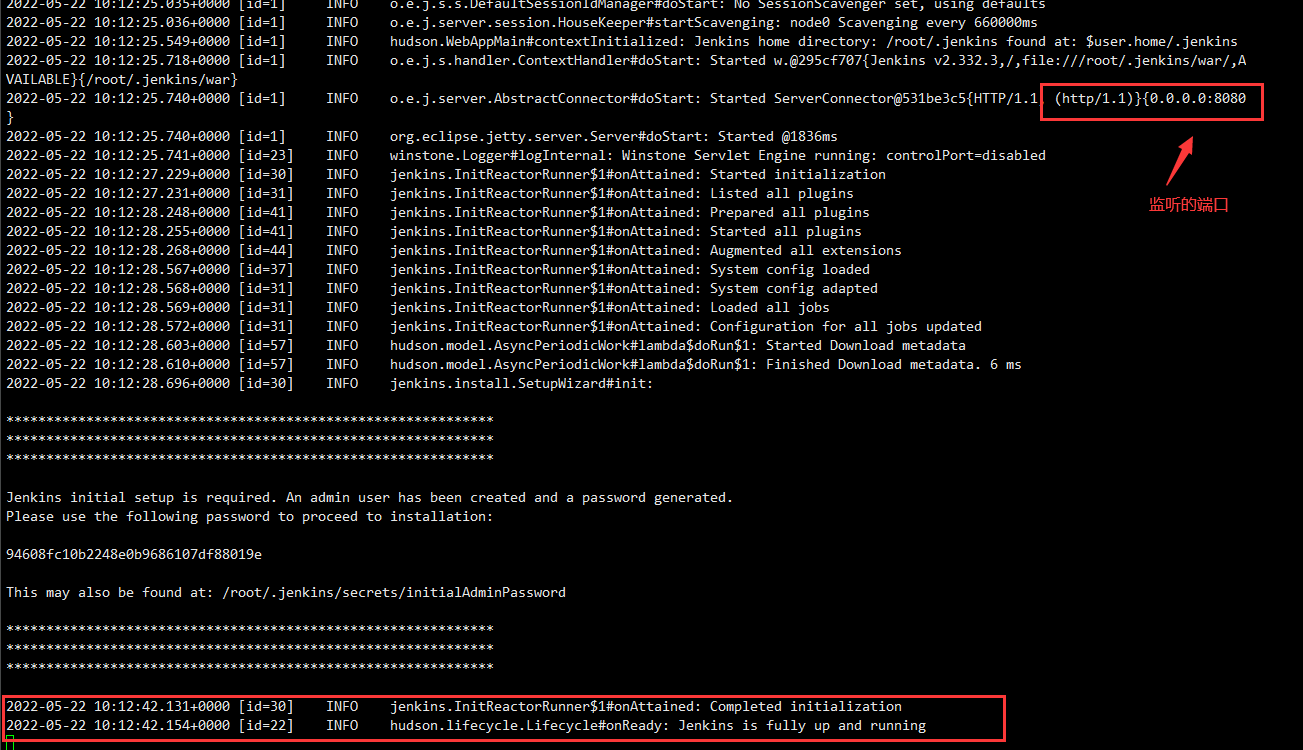 2022-05-22 10:12:25.035+0000 [id=1] INFO o.e.j.s.s.DefaultSessionIdManager#doStart: No SessionScavenger set, using defaults
2022-05-22 10:12:25.036+0000 [id=1] INFO o.e.j.server.session.HouseKeeper#startScavenging: node0 Scavenging every 660000ms
2022-05-22 10:12:25.549+0000 [id=1] INFO hudson.WebAppMain#contextInitialized: Jenkins home directory: /root/.jenkins found at: $user.home/.jenkins
2022-05-22 10:12:25.718+0000 [id=1] INFO o.e.j.s.handler.ContextHandler#doStart: Started w.@295cf707{Jenkins v2.332.3,/,file:///root/.jenkins/war/,A
VAILABLE}{/root/.jenkins/war}
2022-05-22 10:12:25.740+0000 [id=1] INFO o.e.j.server.AbstractConnector#doStart: Started ServerConnector@531be3c5{HTTP/1.1, (http/1.1)}{0.0.0.0:8080
}
2022-05-22 10:12:25.740+0000 [id=1] INFO org.eclipse.jetty.server.Server#doStart: Started @1836ms
2022-05-22 10:12:25.741+0000 [id=23] INFO winstone.Logger#logInternal: Winstone Servlet Engine running: controlPort=disabled
2022-05-22 10:12:27.229+0000 [id=30] INFO jenkins.InitReactorRunner$1#onAttained: Started initialization
2022-05-22 10:12:27.231+0000 [id=31] INFO jenkins.InitReactorRunner$1#onAttained: Listed all plugins
2022-05-22 10:12:28.248+0000 [id=41] INFO jenkins.InitReactorRunner$1#onAttained: Prepared all plugins
监听的端口
2022-05-22 10:12:28.255+0000 [id=41] INFO jenkins.InitReactorRunner$1#onAttained: Started all plugins
2022-05-22 10:12:28.268+0000 [id=44] INFO jenkins.InitReactorRunner$1#onAttained: Augmented all extensions
2022-05-22 10:12:28.567+0000 [id=37] INFO jenkins.InitReactorRunner$1#onAttained: System config loaded
2022-05-22 10:12:28.568+0000 [id=31] INFO jenkins.InitReactorRunner$1#onAttained: System config adapted
2022-05-22 10:12:28.569+0000 [id=31] INFO jenkins.InitReactorRunner$1#onAttained: Loaded all jobs
2022-05-22 10:12:28.572+0000 [id=31] INFO jenkins.InitReactorRunner$1#onAttained: Configuration for all jobs updated
2022-05-22 10:12:28.603+0000 [id=57] INFO hudson.model.AsyncPeriodicWork#lambda$doRun$1: Started Download metadata
2022-05-22 10:12:28.610+0000 [id=57] INFO hudson.model.AsyncPeriodicWork#lambda$doRun$1: Finished Download metadata. 6 ms
2022-05-22 10:12:28.696+0000 [id=30] INFO jenkins.install.SetupWizard#init:
*************************************************************
*************************************************************
*************************************************************
Jenkins initial setup is required. An admin user has been created and a password generated.
Please use the following password to proceed to installation:
94608fc10b2248e0b9686107df88019e
This may also be found at: /root/.jenkins/secrets/initialAdminPassword
*************************************************************
*************************************************************
*************************************************************
2022-05-22 10:12:42.131+0000 [id=30] INFO jenkins.InitReactorRunner$1#onAttained: Completed initialization
2022-05-22 10:12:42.154+0000 [id=22] INFO hudson.lifecycle.Lifecycle#onReady: Jenkins is fully up and running